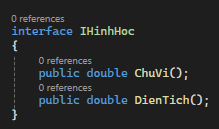 0 references
interface IHinhHoc
{
0 references
public double ChuVi();
0 references
public double DienTich();
}